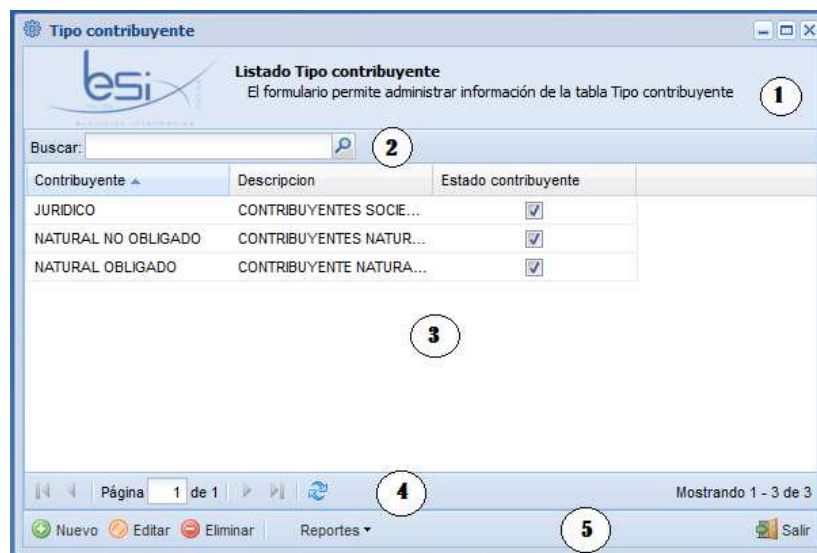 Tipo contribuyente
besi
Listado Tipo contribuyente
El formulario permite administrar información de la tabla Tipo contribuyente
1
Buscar:
2
Contribuyente Descripcion Estado contribuyente
JURIDICO CONTRIBUYENTES SOCIE...
NATURAL NO OBLIGADO CONTRIBUYENTES NATUR...
NATURAL OBLIGADO CONTRIBUYENTE NATURA...
3
Página 1 de 1 4 Mostrando 1 - 3 de 3
Nuevo Editar Eliminar Reportes 5 Salir